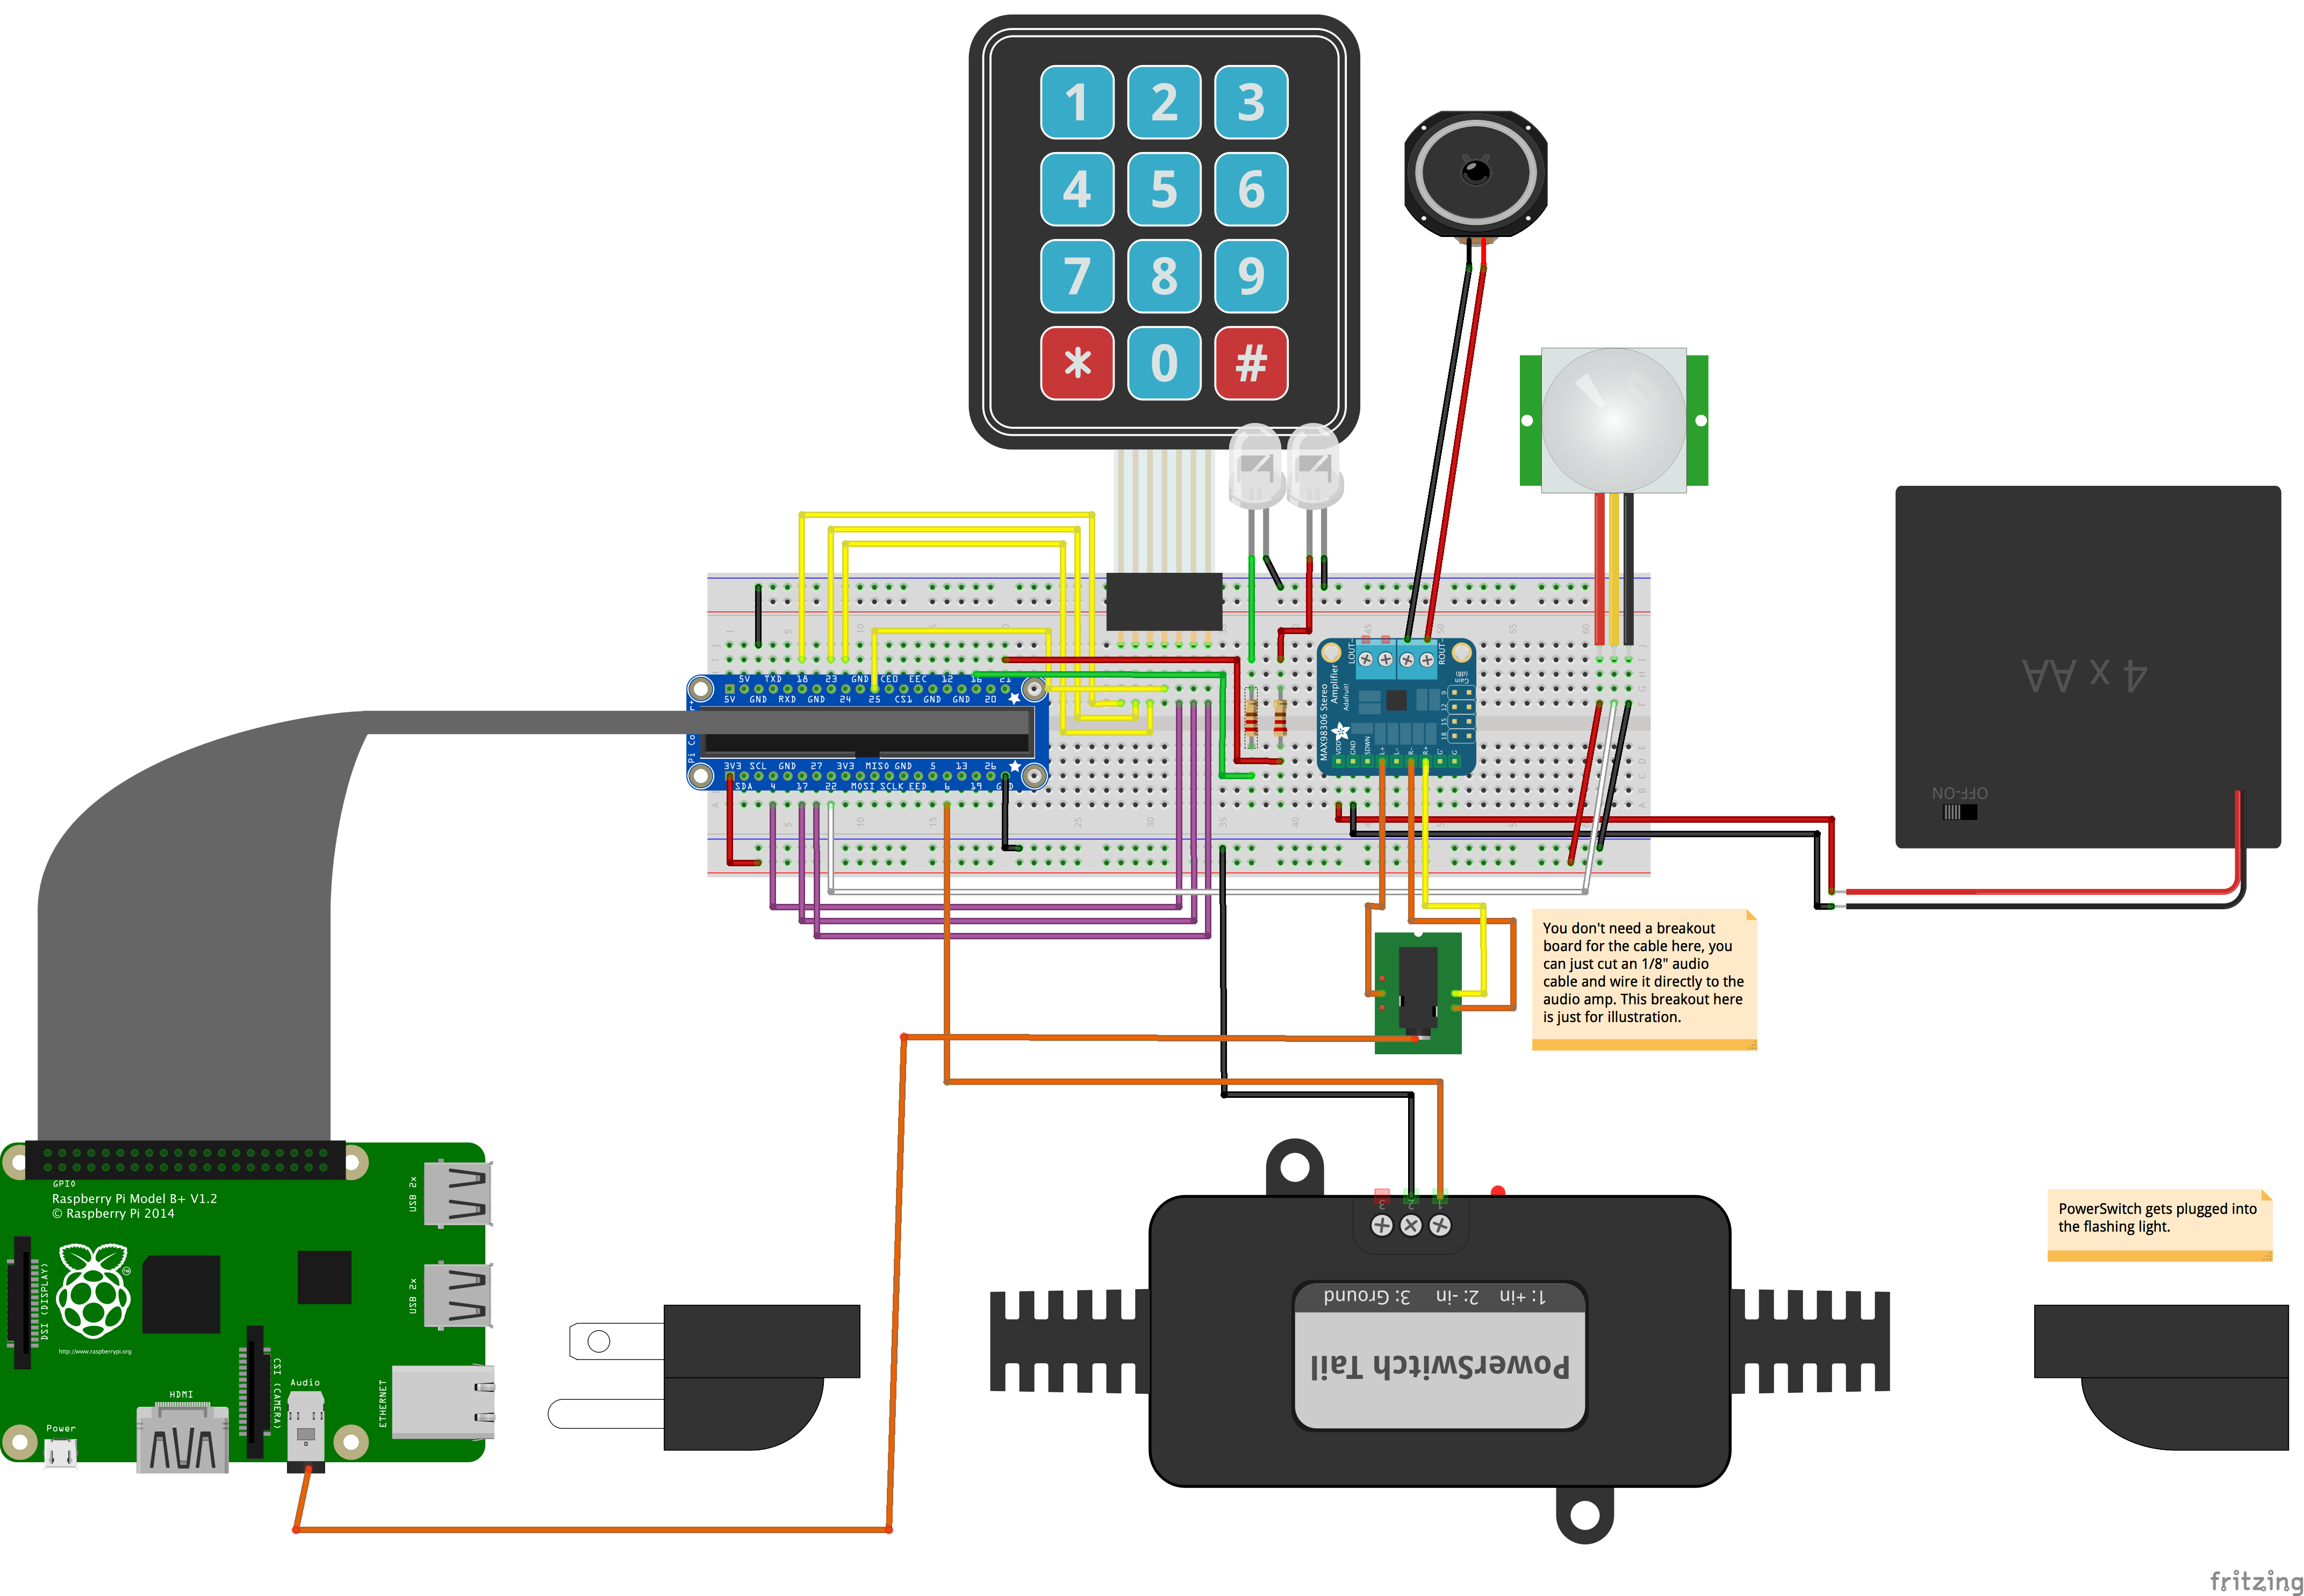 1 2 3
4 5 6
7 8 9
* 0 #
4 x AA
OFF-ON
5V TXD 18 23 GND CE0 EEC 12 16 21
5V GND RXD GND 24 25 CS1 GND GND 20
3V3 SCL GND 27 3V3 MISO GND 5 13 26
SDA 4 17 22 MOSI SCLK EED 6 19 GND
Pi Co
LOUT
ROUT
MAX98306 Stereo
Amplifier
Adafruit!
Gain
(dB)
9
12
15
18
VDD GND SDWN L+ L- R- R+ G' G
You don't need a breakout
board for the cable here, you
can just cut an 1/8" audio
cable and wire it directly to the
audio amp. This breakout here
is just for illustration.
GPIO
Raspberry Pi Model B+ V1.2
© Raspberry Pi 2014
USB 2x
USB 2x
DSI (DISPLAY)
TM
http://www.raspberrypi.org
CSI (CAMERA)
Audio
ETHERNET
HDMI
Power
3 2 1
1: +in 2: -in 3: Ground
PowerSwitch Tail
PowerSwitch gets plugged into
the flashing light.
fritzing